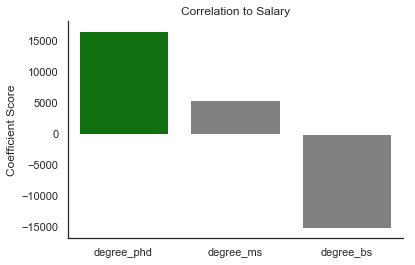 Correlation to Salary
Coefficient Score
15000
10000
5000
0
−5000
−10000
−15000
degree_phd
degree_ms
degree_bs